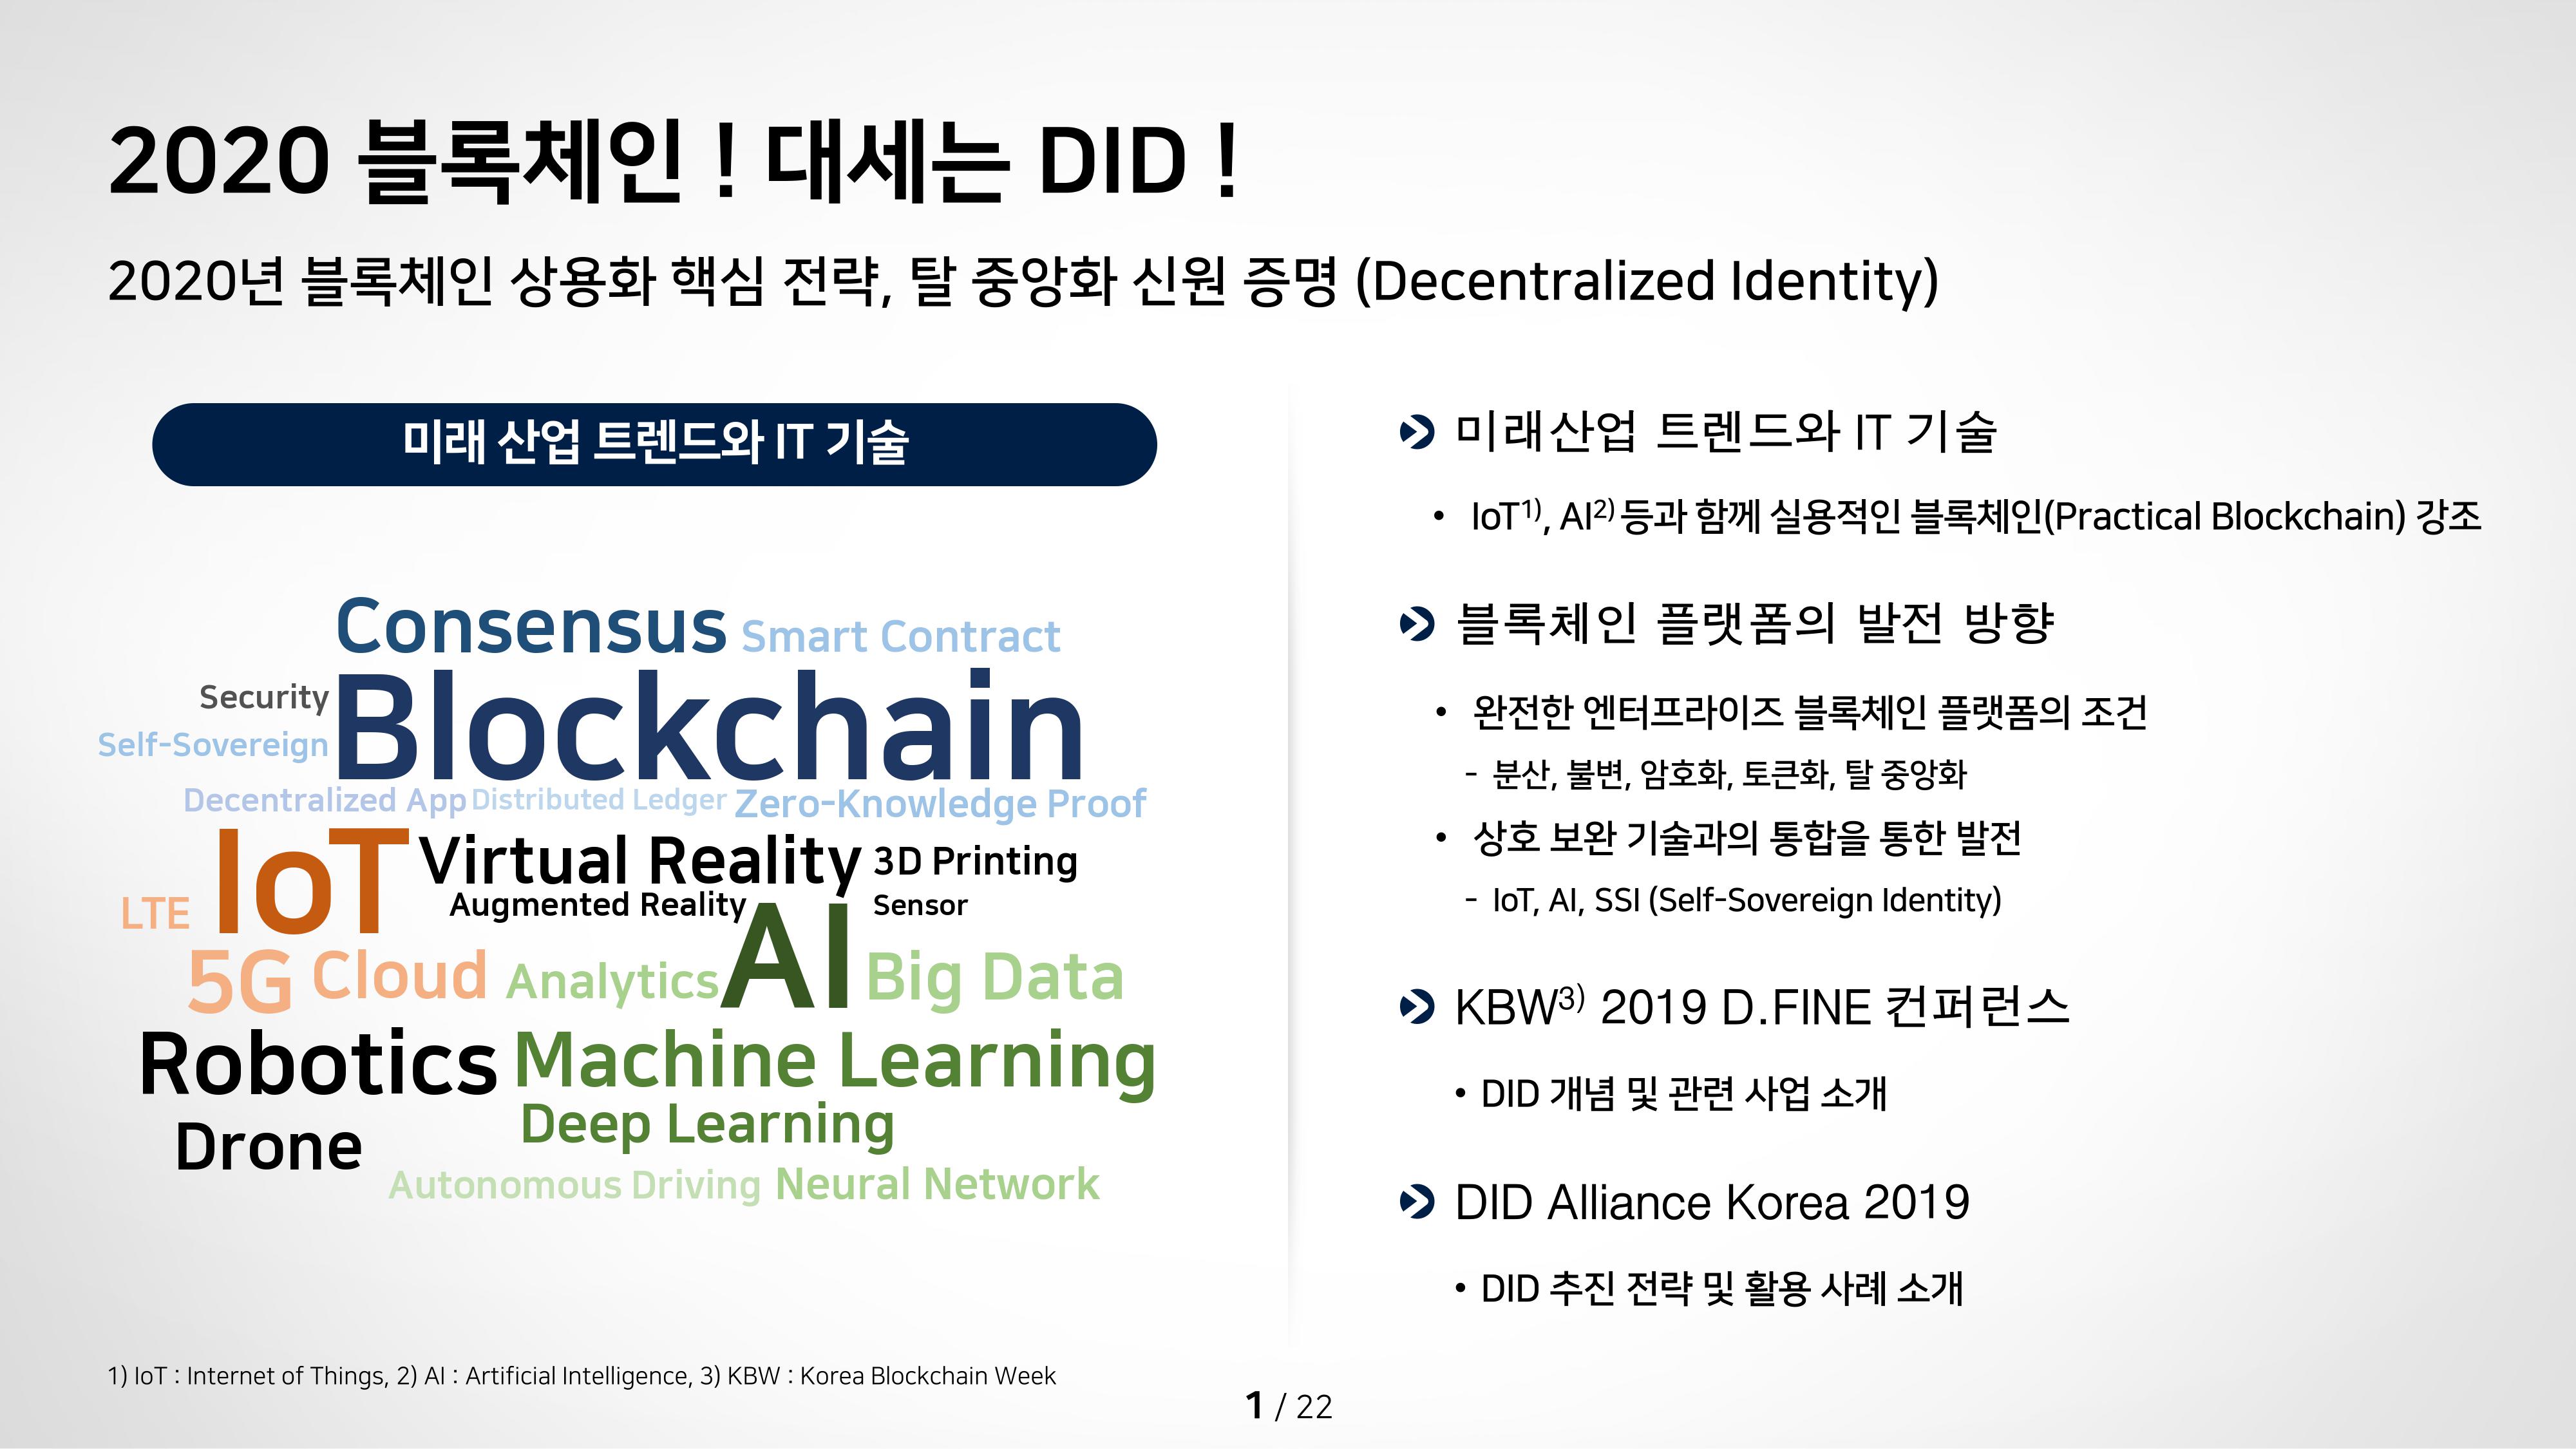 2020 블록체인 ! 대세는 DID !
2020년 블록체인 상용화 핵심 전략, 탈 중앙화 신원 증명 (Decentralized Identity)
미래 산업 트렌드와 IT 기술
Consensus Smart Contract
Security
Blockchain
Self-Sovereign
Decentralized App Distributed Ledger Zero-Knowledge Proof
IoT Virtual Reality 3D Printing
LTE Augmented Reality Sensor
5G Cloud Analytics AI Big Data
Robotics Machine Learning
Deep Learning
Drone
Autonomous Driving Neural Network
미래산업 트렌드와 IT 기술
• IoT1), AI2) 등과 함께 실용적인 블록체인(Practical Blockchain) 강조
블록체인 플랫폼의 발전 방향
• 완전한 엔터프라이즈 블록체인 플랫폼의 조건
- 분산, 불변, 암호화, 토큰화, 탈 중앙화
• 상호 보완 기술과의 통합을 통한 발전
- IoT, AI, SSI (Self-Sovereign Identity)
KBW3) 2019 D.FINE 컨퍼런스
• DID 개념 및 관련 사업 소개
DID Alliance Korea 2019
• DID 추진 전략 및 활용 사례 소개
1) IoT : Internet of Things, 2) AI : Artificial Intelligence, 3) KBW : Korea Blockchain Week
1 / 22